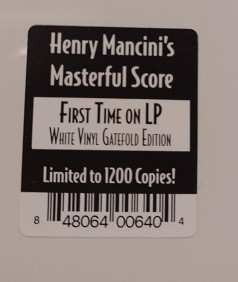 Henry Mancini's
Masterful Score
First Time on LP
White Vinyl Gatefold Edition
Limited to 1200 Copies!
8 48064 00640 4